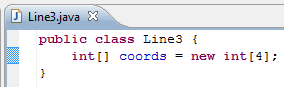 Line3.java
public class Line3 {
    int[] coords = new int[4];
}